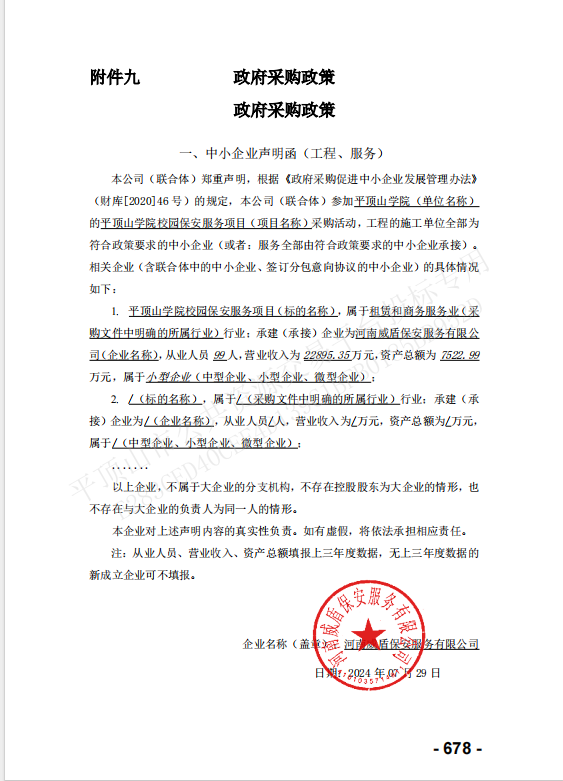 附件九 政府采购政策
政府采购政策
一、中小企业声明函（工程、服务）
本公司（联合体）郑重声明，根据《政府采购促进中小企业发展管理办法》
（财库[2020]46号）的规定，本公司（联合体）参加平顶山学院（单位名称）
的平顶山学院校园保安服务项目（项目名称）采购活动，工程的施工单位全部为
符合政策要求的中小企业（或者：服务全部由符合政策要求的中小企业承接）。
相关企业（含联合体中的中小企业、签订分包意向协议的中小企业）的具体情况
如下：
1. 平顶山学院校园保安服务项目（标的名称），属于租赁和商务服务业（采
购文件中明确的所属行业）行业；承建（承接）企业为河南威盾保安服务有限公
司（企业名称），从业人员 99 人，营业收入为 22895.35 万元，资产总额为 7522.99
万元，属于小型企业（中型企业、小型企业、微型企业）；
2. /（标的名称），属于/（采购文件中明确的所属行业）行业；承建（承
接）企业为/（企业名称），从业人员/人，营业收入为/万元，资产总额为/万元，
属于/（中型企业、小型企业、微型企业）；
.......
以上企业，不属于大企业的分支机构，不存在控股股东为大企业的情形，也
不存在与大企业的负责人为同一人的情形。
本企业对上述声明内容的真实性负责。如有虚假，将依法承担相应责任。
注：从业人员、营业收入、资产总额填报上三年度数据，无上三年度数据的
新成立企业可不填报。
河南威盾保安服务有限公司
企业名称（盖章）：河南威盾保安服务有限公司
日期：2024 年 07 月 29 日
- 678 -